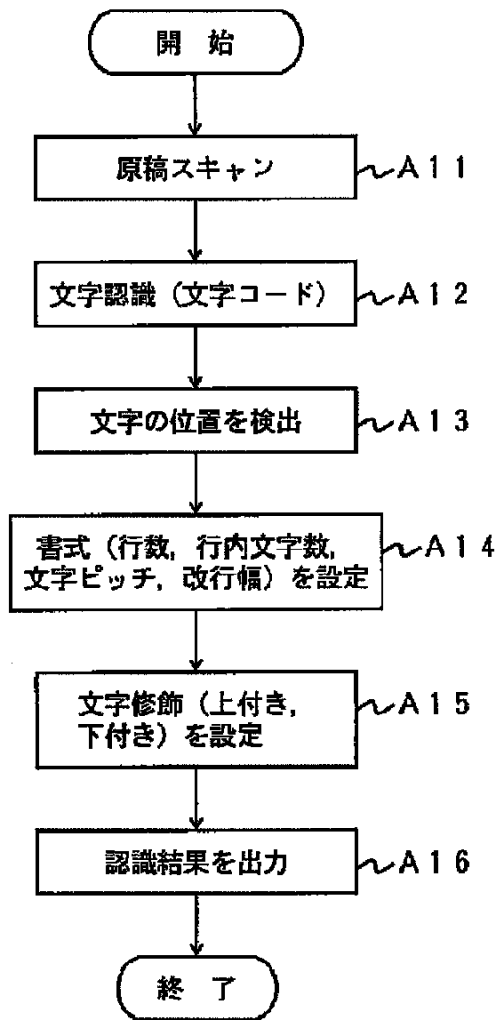 開 始
原稿スキャン
A11
文字認識（文字コード）
A12
文字の位置を検出
A13
書式（行数，行内文字数，
文字ピッチ，改行幅）を設定
A14
文字修飾（上付き，
下付き）を設定
A15
認識結果を出力
A16
終 了